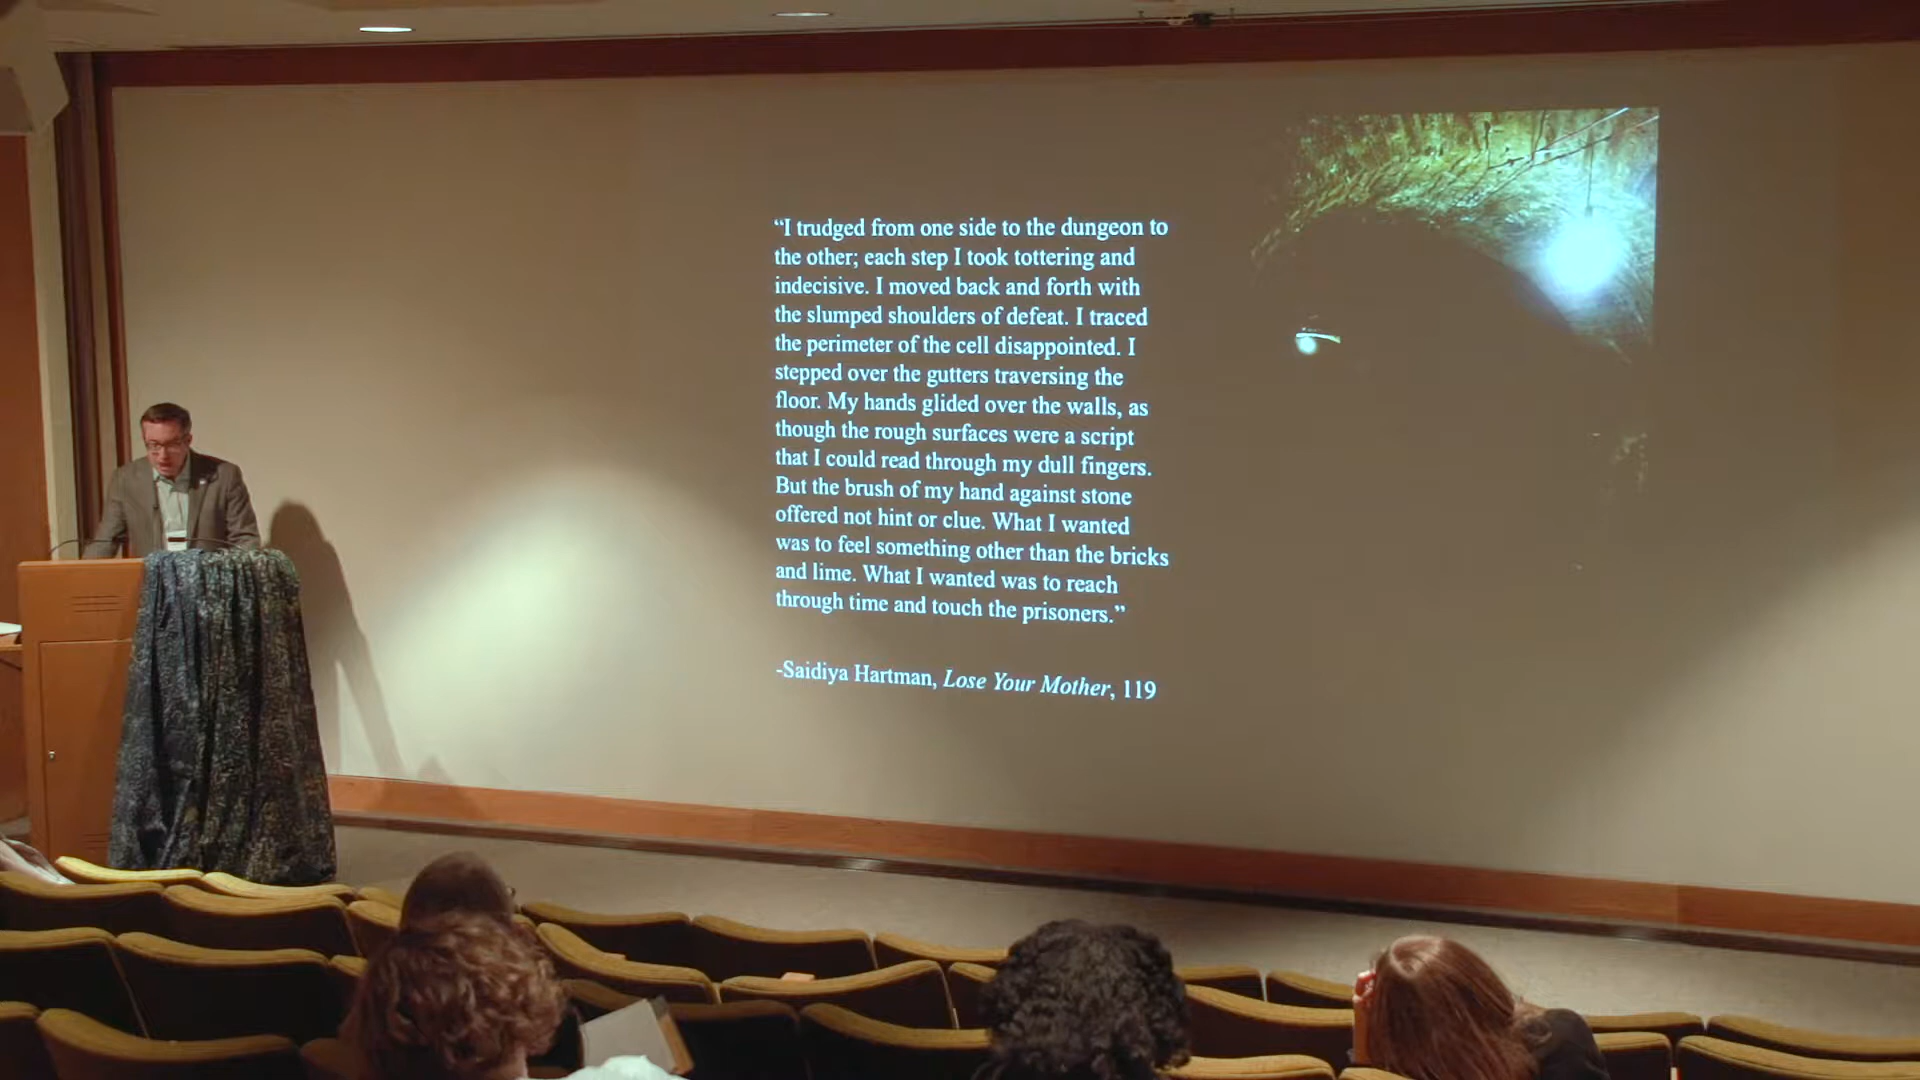 “I trudged from one side to the dungeon to
the other; each step I took tottering and
indecisive. I moved back and forth with
the slumped shoulders of defeat. I traced
the perimeter of the cell disappointed. I
stepped over the gutters traversing the
floor. My hands glided over the walls, as
though the rough surfaces were a script
that I could read through my dull fingers.
But the brush of my hand against stone
offered not hint or clue. What I wanted
was to feel something other than the bricks
and lime. What I wanted was to reach
through time and touch the prisoners.”
-Saidiya Hartman, Lose Your Mother, 119